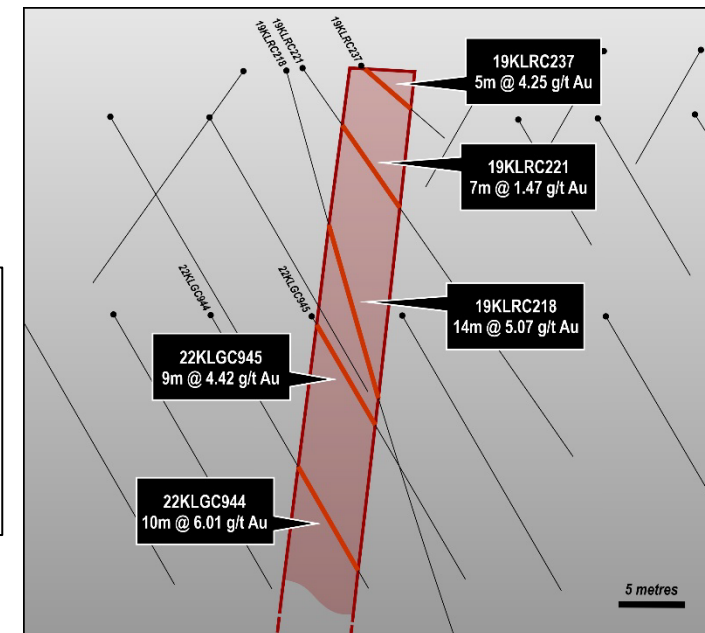 19KLRC218
19KLRC221
19KLRC237
19KLRC237
5m @ 4.25 g/t Au
19KLRC221
7m @ 1.47 g/t Au
22KLGC944
22KLGC945
19KLRC218
14m @ 5.07 g/t Au
22KLGC945
9m @ 4.42 g/t Au
22KLGC944
10m @ 6.01 g/t Au
5 metres